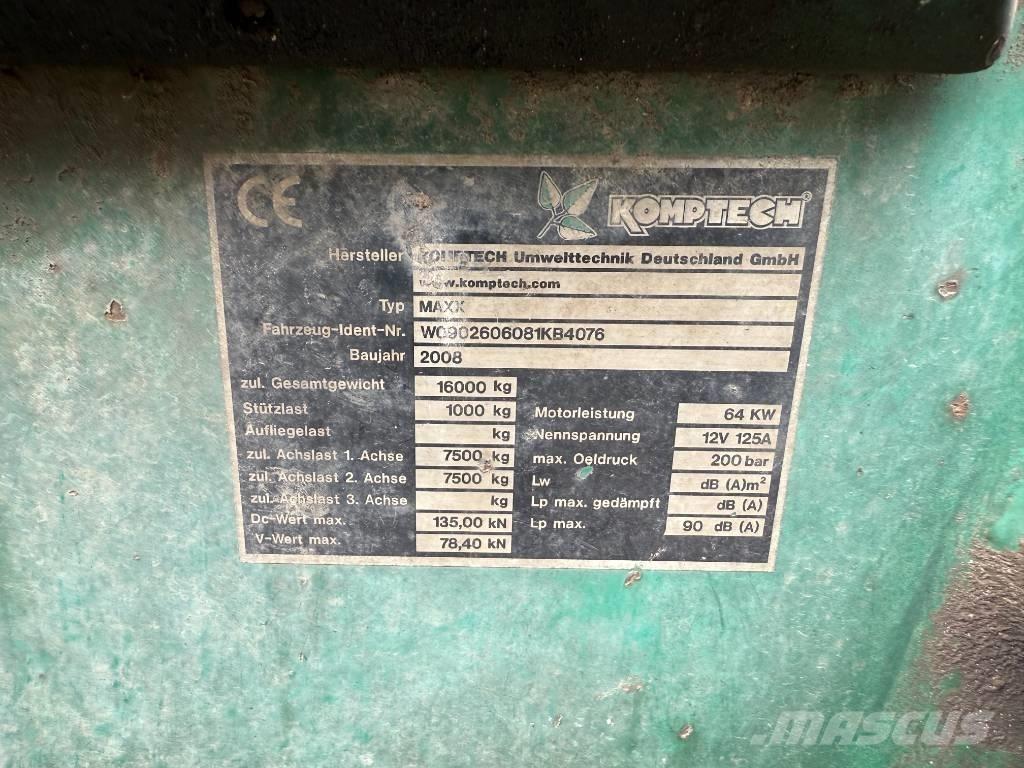 CE
KOMPTECH®
Hersteller KOMPTECH Umwelttechnik Deutschland GmbH
www.komptech.com
Typ MAXX
Fahrzeug-Ident-Nr. W0902606081KB4076
Baujahr 2008
zul. Gesamtgewicht 16000 kg
Stützlast 1000 kg
Aufliegelast kg
zul. Achslast 1. Achse 7500 kg
zul. Achslast 2. Achse 7500 kg
zul. Achslast 3. Achse kg
Dc-Wert max. 135,00 kN
V-Wert max. 78,40 kN
Motorleistung 64 KW
Nennspannung 12V 125A
max. Oeldruck 200 bar
Lw dB (A)m²
Lp max. gedämpft dB (A)
Lp max. 90 dB (A)
MASCUS